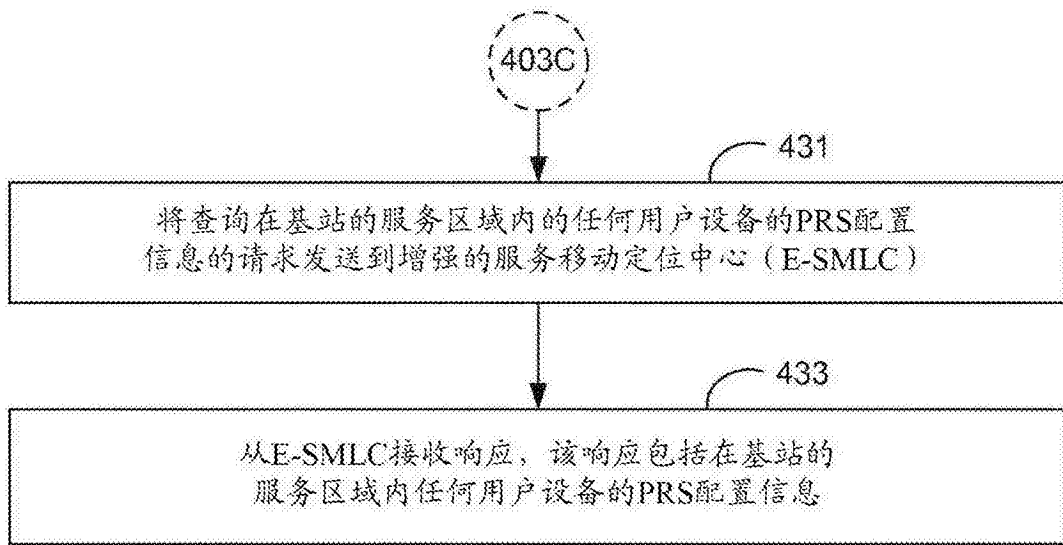 403C
431
将查询在基站的服务区域内的任何用户设备的PRS配置
信息的请求发送到增强的服务移动定位中心（E-SMLC）
433
从E-SMLC接收响应，该响应包括在基站的
服务区域内任何用户设备的PRS配置信息